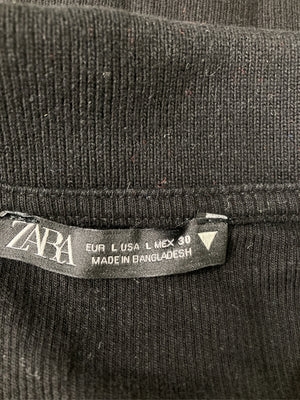 ZARA
EUR L USA L MEX 30
MADE IN BANGLADESH